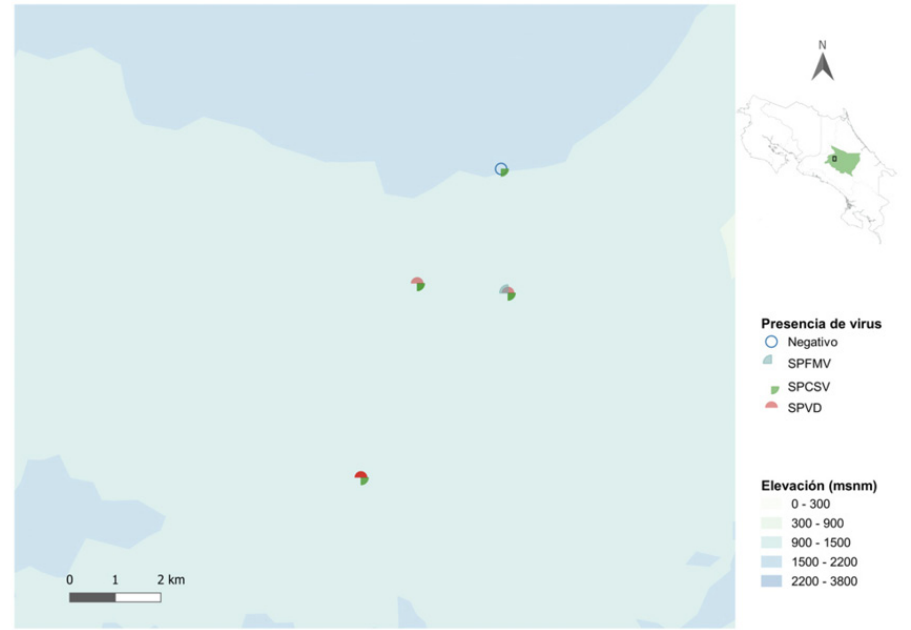 N
Presencia de virus
Negativo
SPFMV
SPCSV
SPVD
Elevación (msnm)
0 - 300
300 - 900
900 - 1500
1500 - 2200
2200 - 3800
0 1 2 km